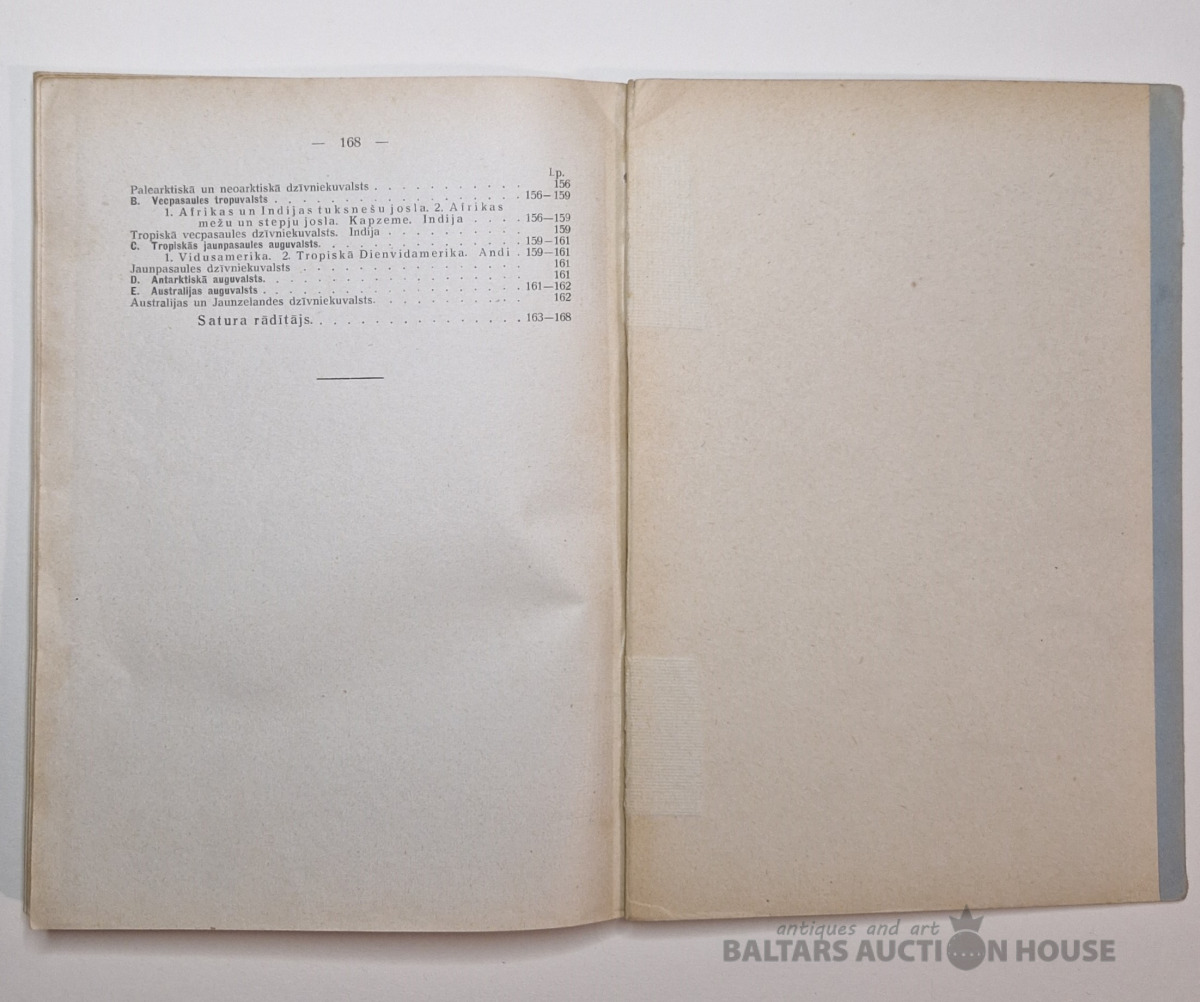 — 168 —
Lp.
Palearktiskā un neoarktiskā dzīvniekuvalsts . . . . . . . . . . . 156
B. Vecpasaules tropuvalsts . . . . . . . . . . . . . . . . . . 156—159
1. Afrikas un Indijas tuksnešu josla. 2. Afrikas
mežu un stepju josla. Kapzeme. Indija . . . . 156—159
Tropiskā vecpasaules dzīvniekuvalsts. Indija . . . . . . . . . . 159
C. Tropiskās jaunpasaules auguvalsts. . . . . . . . . . . . . . 159—161
1. Vidusamerika. 2. Tropiskā Dienvidamerika. Andi . 159—161
Jaunpasaules dzīvniekuvalsts . . . . . . . . . . . . . . . . 161
D. Antarktiskā auguvalsts. . . . . . . . . . . . . . . . . . 161
E. Australijas auguvalsts . . . . . . . . . . . . . . . . . . 161—162
Australijas un Jaunzelandes dzīvniekuvalsts. . . . . . . . . . . 162
Satura rādītājs. . . . . . . . . . . . . . . . 163—168
antiques and art
BALTARS AUCTION HOUSE